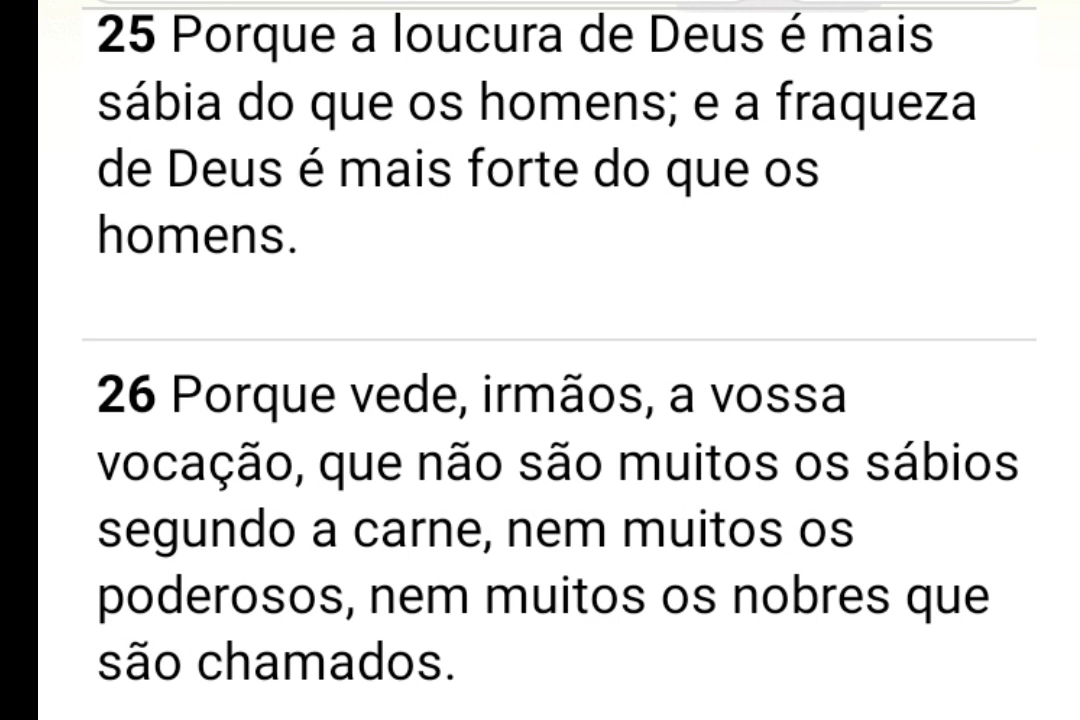 25 Porque a loucura de Deus é mais
sábia do que os homens; e a fraqueza
de Deus é mais forte do que os
homens.
26 Porque vede, irmãos, a vossa
vocação, que não são muitos os sábios
segundo a carne, nem muitos os
poderosos, nem muitos os nobres que
são chamados.